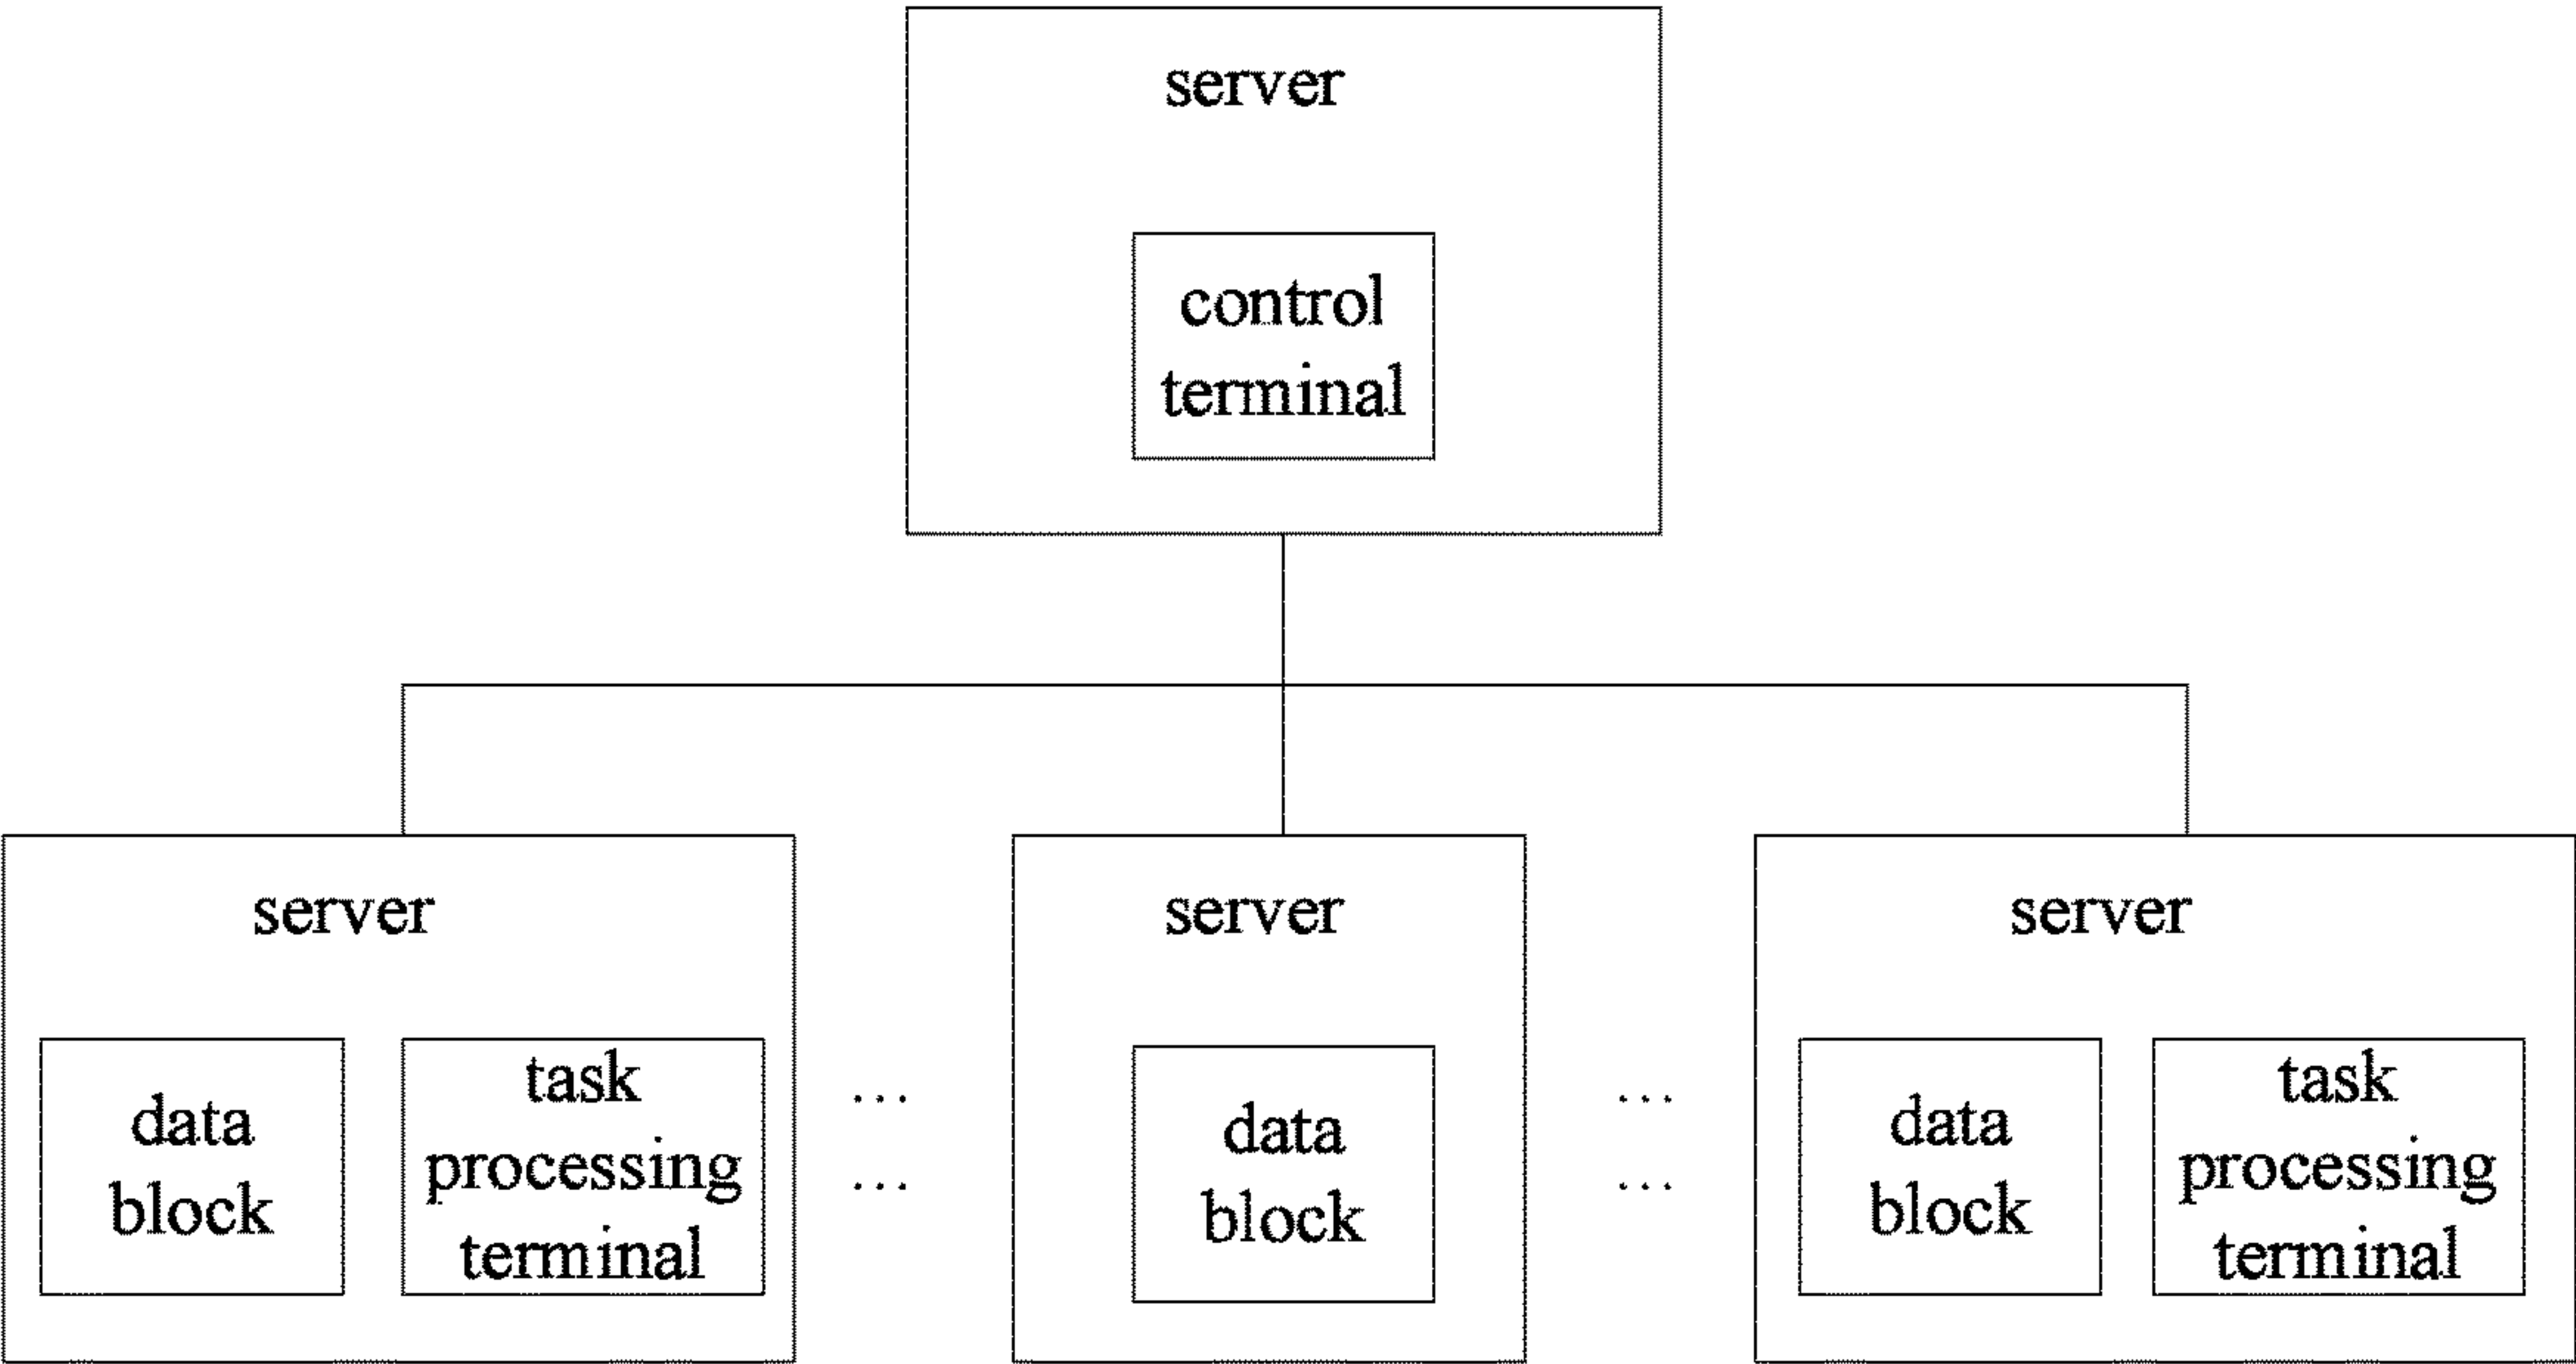 server
control
terminal
server
data
block
task
processing
terminal
...
...
server
data
block
...
...
server
data
block
task
processing
terminal